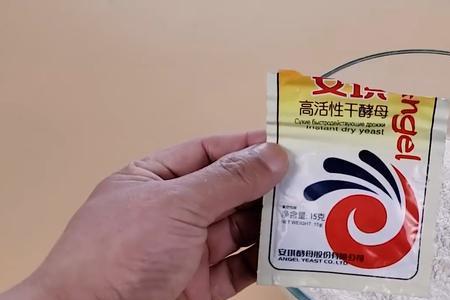 安琪
angel
高活性干酵母
Сухие быстродействующие дрожжи
instant dry yeast
净含量: 15克
NET WEIGHT: 15g
安琪酵母股份有限公司
ANGEL YEAST CO.LTD